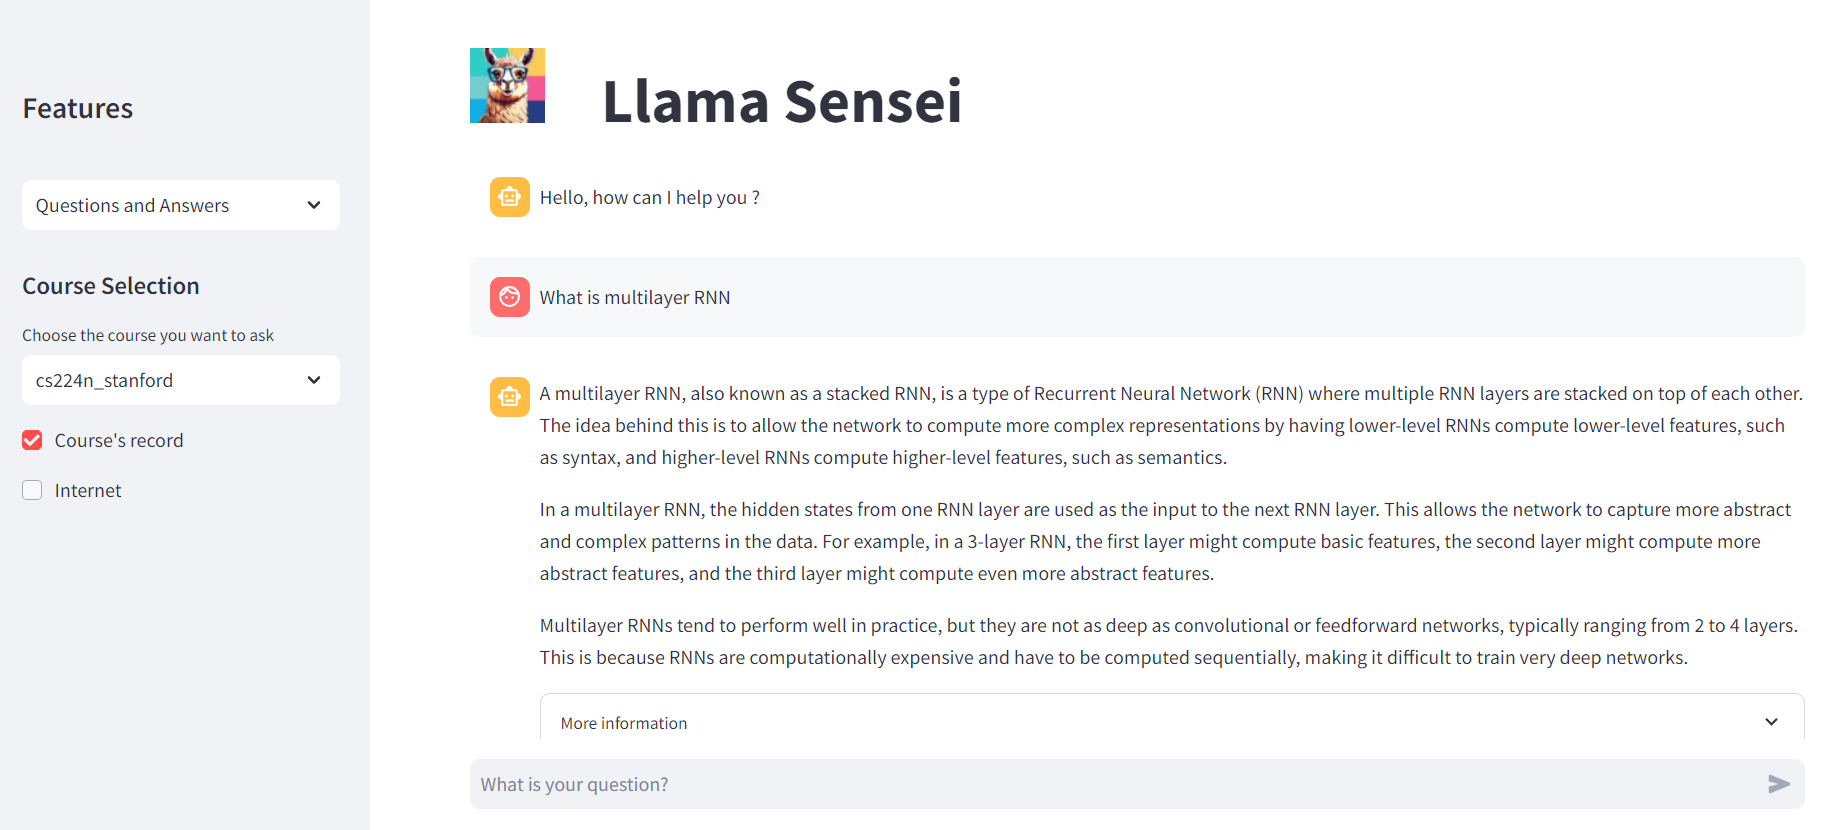 Features
Questions and Answers
Course Selection
Choose the course you want to ask
cs224n_stanford
Course's record
Internet
Llama Sensei
Hello, how can I help you ?
What is multilayer RNN
A multilayer RNN, also known as a stacked RNN, is a type of Recurrent Neural Network (RNN) where multiple RNN layers are stacked on top of each other.
The idea behind this is to allow the network to compute more complex representations by having lower-level RNNs compute lower-level features, such
as syntax, and higher-level RNNs compute higher-level features, such as semantics.
In a multilayer RNN, the hidden states from one RNN layer are used as the input to the next RNN layer. This allows the network to capture more abstract
and complex patterns in the data. For example, in a 3-layer RNN, the first layer might compute basic features, the second layer might compute more
abstract features, and the third layer might compute even more abstract features.
Multilayer RNNs tend to perform well in practice, but they are not as deep as convolutional or feedforward networks, typically ranging from 2 to 4 layers.
This is because RNNs are computationally expensive and have to be computed sequentially, making it difficult to train very deep networks.
More information
What is your question?